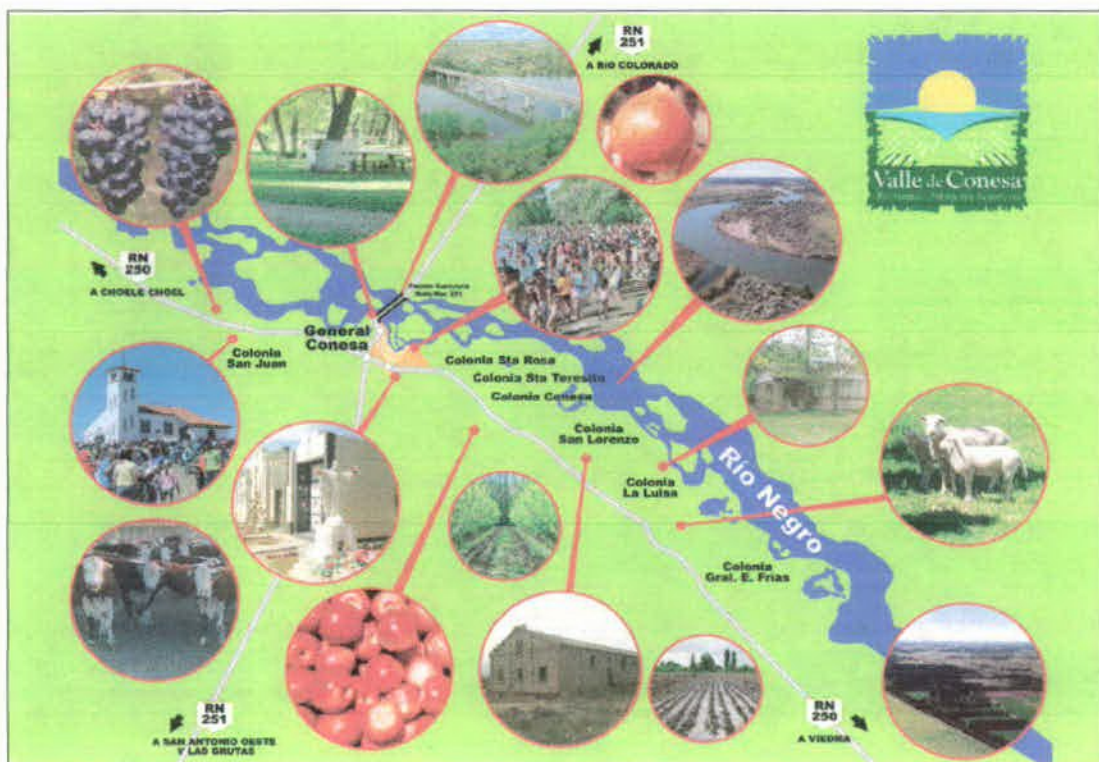 RN
251
A RIO COLORADO
Valle de Conesa
RN
250
A CHOELE CHOEL
General
Conesa
Colonia
San Juan
Colonia Sta Rosa
Colonia Sta Teresita
Colonia Conesa
Colonia
San Lorenzo
Colonia
La Luisa
Río Negro
Colonia
Gral. E. Frías
RN
251
A SAN ANTONIO OESTE
Y LAS GRUTAS
RN
250
A VIEDMA